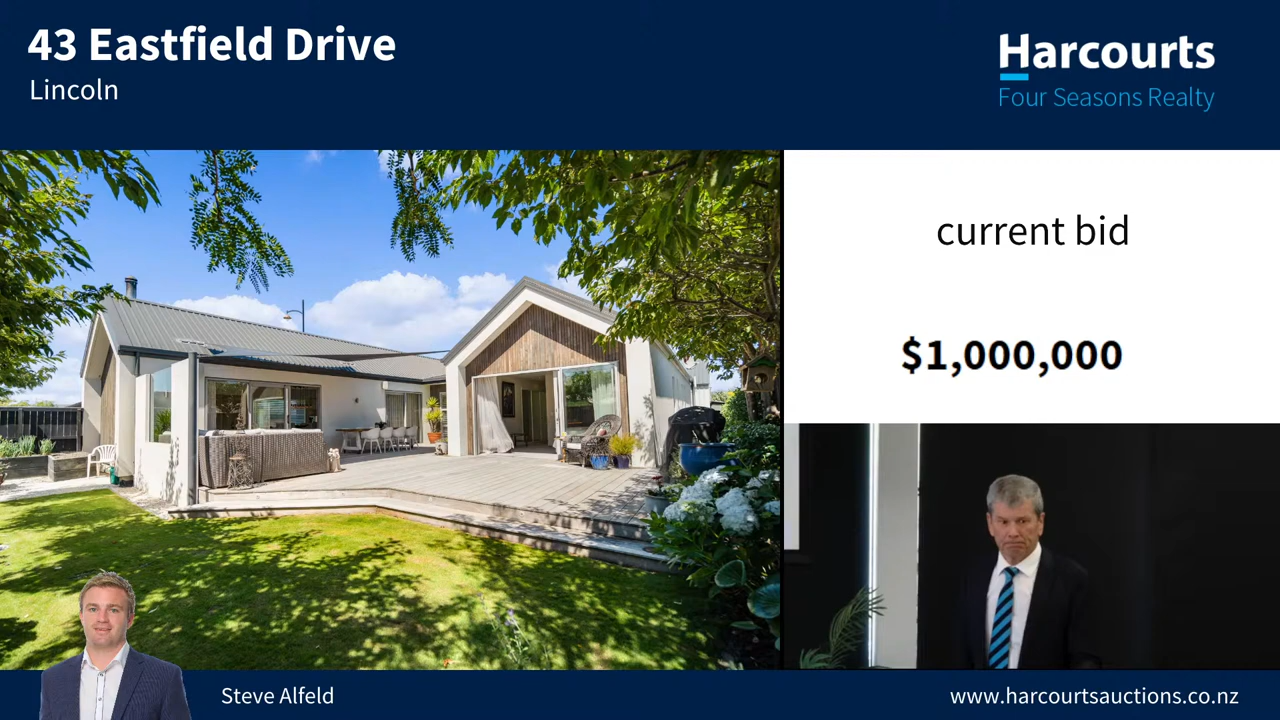 43 Eastfield Drive
Lincoln
Harcourts
Four Seasons Realty
current bid
$1,000,000
Steve Alfeld
www.harcourtsauctions.co.nz